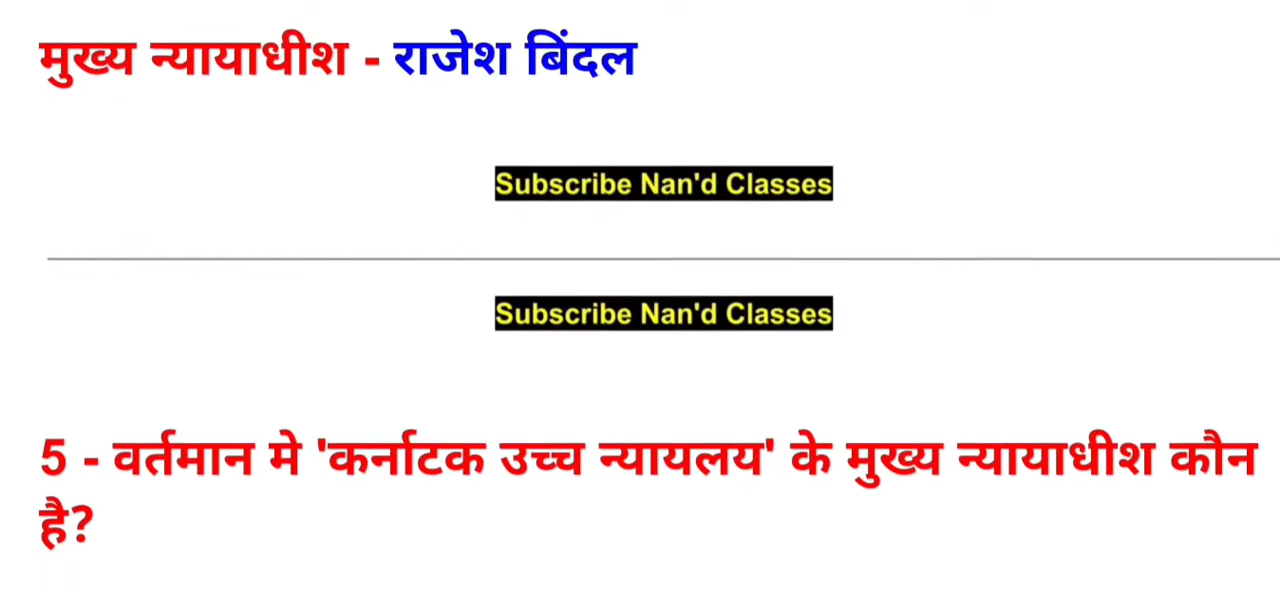 मुख्य न्यायाधीश - राजेश बिंदल
Subscribe Nan'd Classes
Subscribe Nan'd Classes
5 - वर्तमान मे 'कर्नाटक उच्च न्यायलय' के मुख्य न्यायाधीश कौन
है?